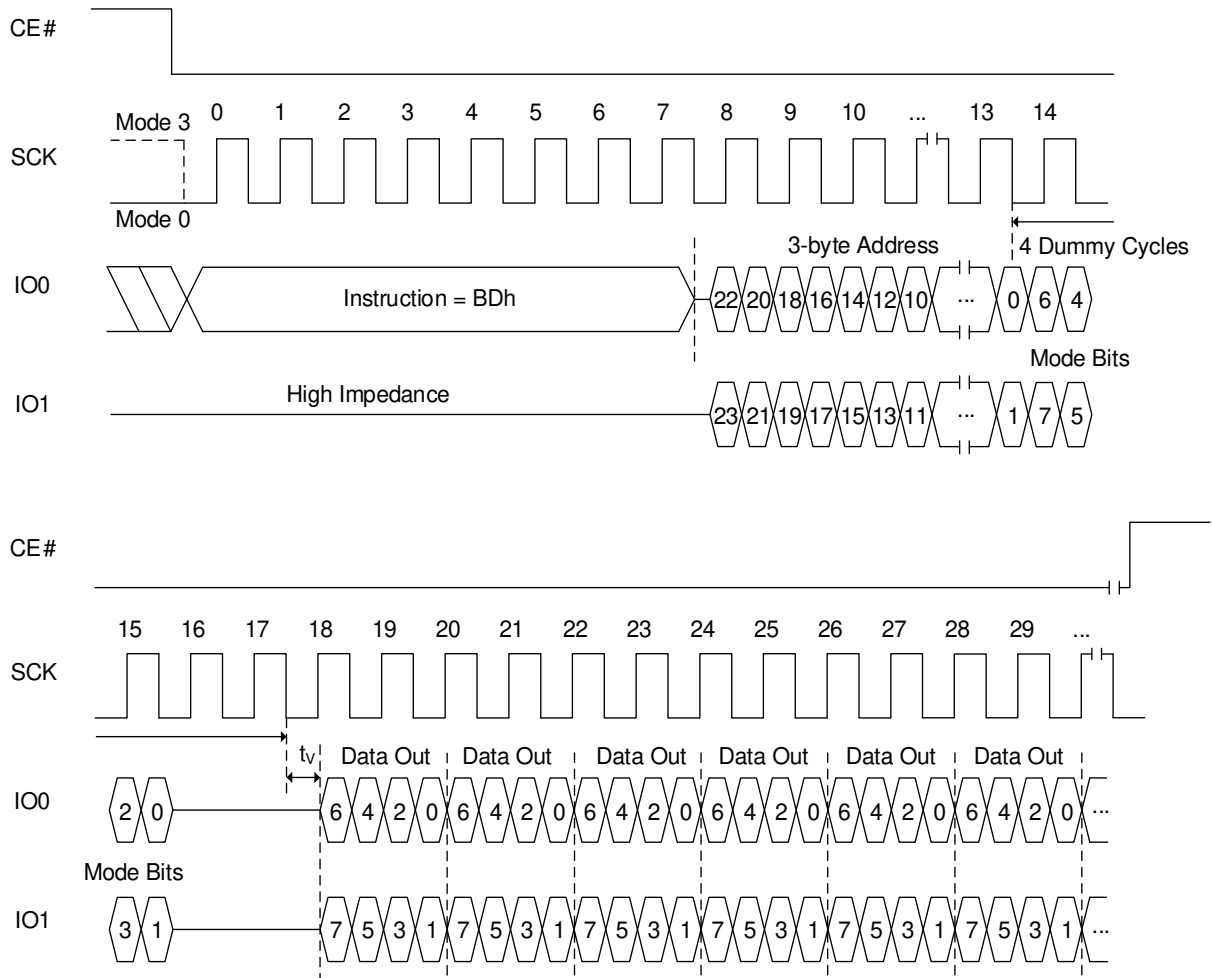 CE#
0 1 2 3 4 5 6 7 8 9 10 ... 13 14
Mode 3
SCK
Mode 0
3-byte Address 4 Dummy Cycles
IO0 Instruction = BDh 22 20 18 16 14 12 10 ... 0 6 4
Mode Bits
High Impedance
IO1 23 21 19 17 15 13 11 ... 1 7 5
CE#
15 16 17 18 19 20 21 22 23 24 25 26 27 28 29 ...
SCK
tV Data Out Data Out Data Out Data Out Data Out Data Out
IO0 2 0 6 4 2 0 6 4 2 0 6 4 2 0 6 4 2 0 6 4 2 0 6 4 2 0 ...
Mode Bits
IO1 3 1 7 5 3 1 7 5 3 1 7 5 3 1 7 5 3 1 7 5 3 1 7 5 3 1 ...